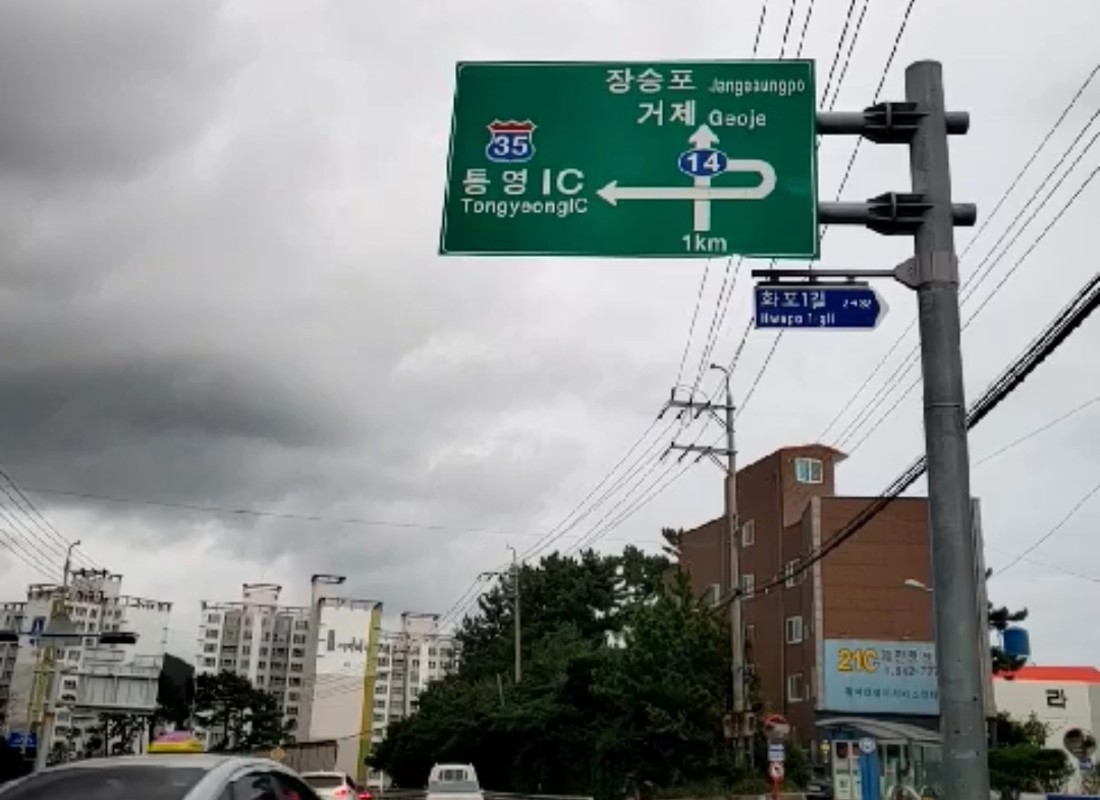 장승포 Jangseungpo
거제 Geoje
35
14
통영 IC
TongyeongIC
1km
화포1길
Hwapo 1-gil
21C
라